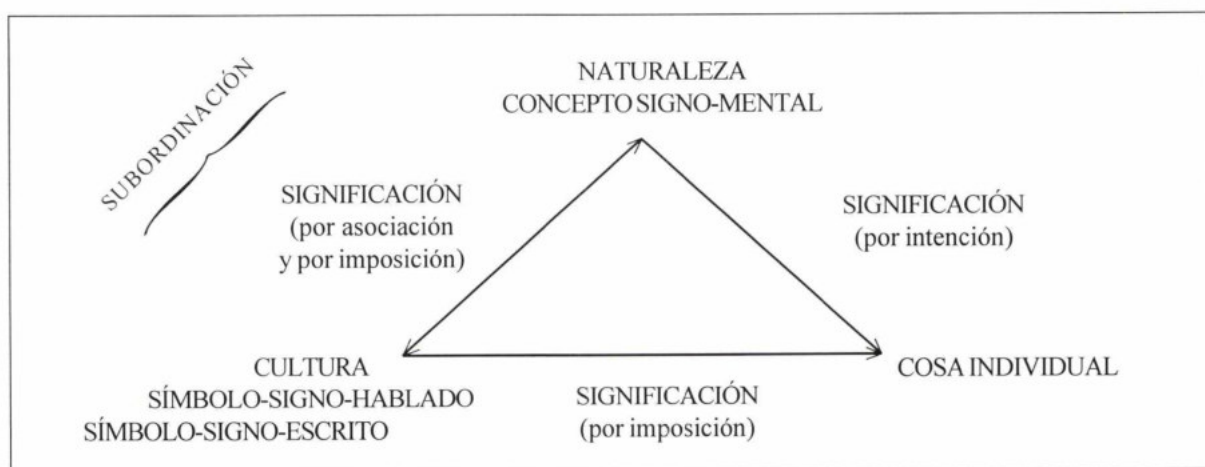 SUBORDINACIÓN
NATURALEZA
CONCEPTO SIGNO-MENTAL
SIGNIFICACIÓN
(por asociación
y por imposición)
SIGNIFICACIÓN
(por intención)
CULTURA
SÍMBOLO-SIGNO-HABLADO
SÍMBOLO-SIGNO-ESCRITO
SIGNIFICACIÓN
(por imposición)
COSA INDIVIDUAL